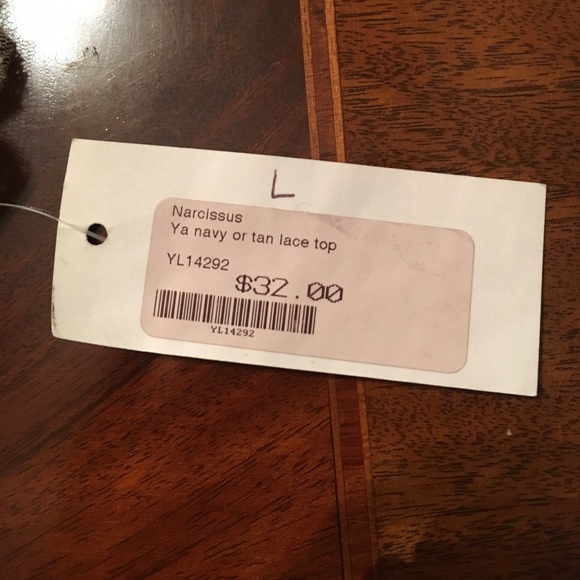 L
Narcissus
Ya navy or tan lace top
YL14292
$32.00
YL14292